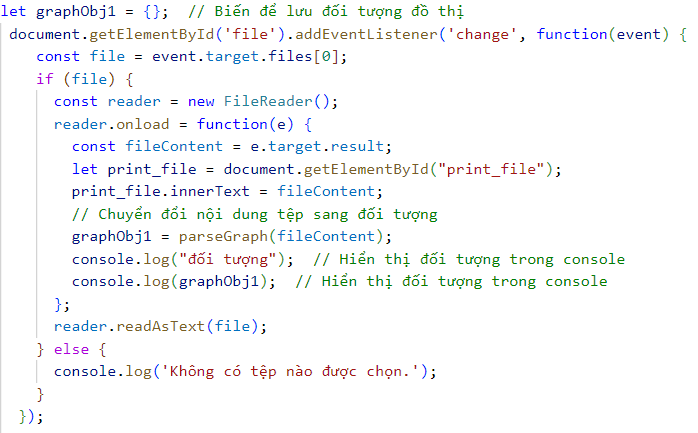 let graphObj1 = {};  // Biến để lưu đối tượng đồ thị
document.getElementById('file').addEventListener('change', function(event) {
const file = event.target.files[0];
if (file) {
const reader = new FileReader();
reader.onload = function(e) {
const fileContent = e.target.result;
let print_file = document.getElementById("print_file");
print_file.innerText = fileContent;
// Chuyển đổi nội dung tệp sang đối tượng
graphObj1 = parseGraph(fileContent);
console.log("đối tượng");  // Hiển thị đối tượng trong console
console.log(graphObj1);  // Hiển thị đối tượng trong console
};
reader.readAsText(file);
} else {
console.log('Không có tệp nào được chọn.');
}
});